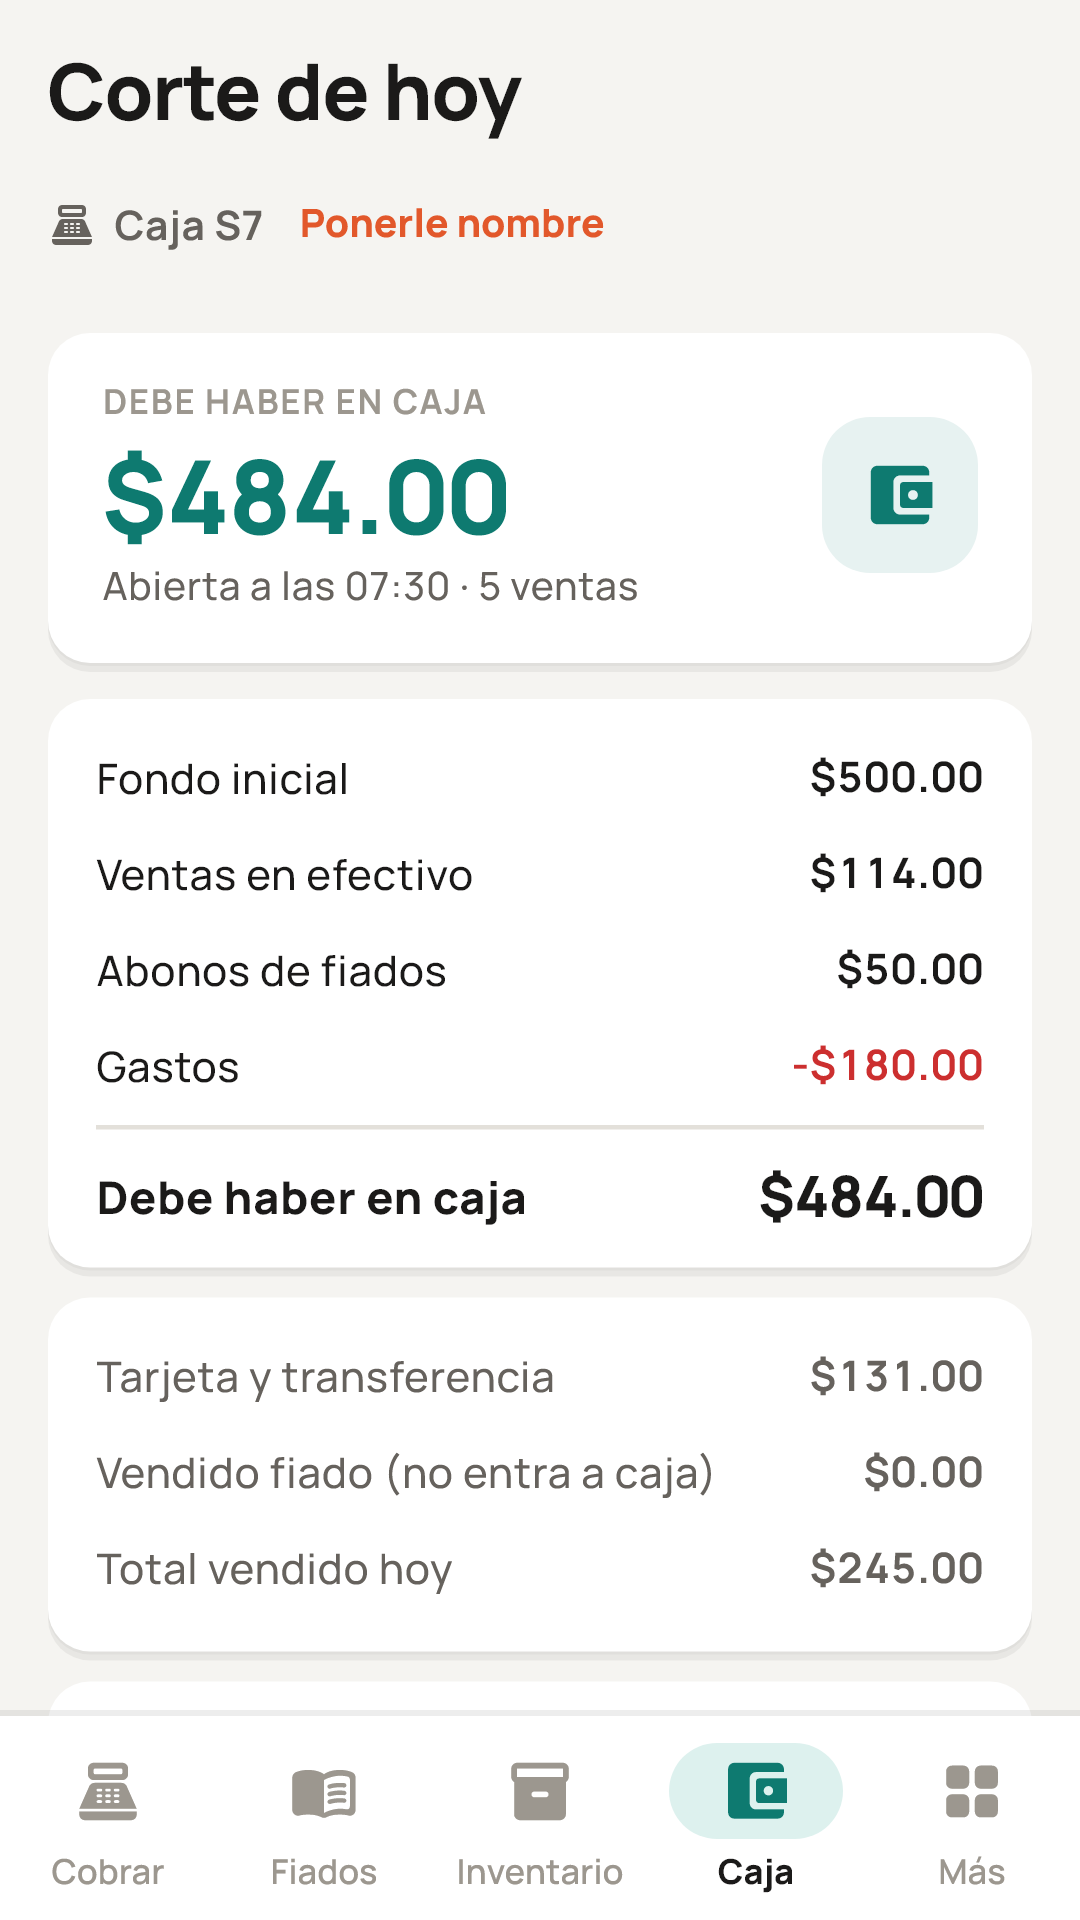 Corte de hoy
Caja S7 Ponerle nombre
DEBE HABER EN CAJA
$484.00
Abierta a las 07:30 · 5 ventas
Fondo inicial $500.00
Ventas en efectivo $114.00
Abonos de fiados $50.00
Gastos -$180.00
Debe haber en caja $484.00
Tarjeta y transferencia $131.00
Vendido fiado (no entra a caja) $0.00
Total vendido hoy $245.00
Cobrar Fiados Inventario Caja Más